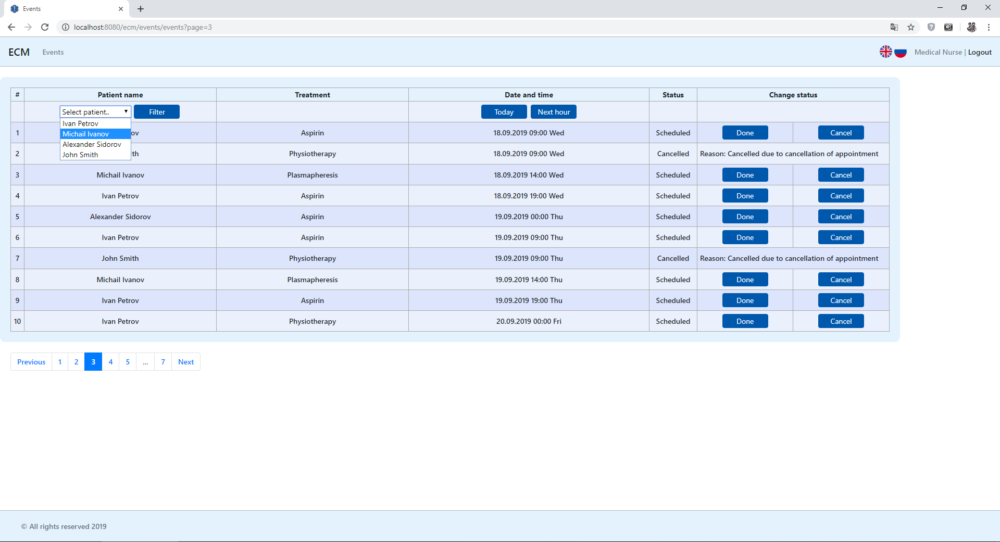 Events
localhost:8080/ecm/events/events?page=3
ECM Events Medical Nurse | Logout
# Patient name Treatment Date and time Status Change status
Select patient.. Filter Today Next hour
Ivan Petrov
Michail Ivanov
Alexander Sidorov
John Smith
1 ov Aspirin 18.09.2019 09:00 Wed Scheduled Done Cancel
2 th Physiotherapy 18.09.2019 09:00 Wed Cancelled Reason: Cancelled due to cancellation of appointment
3 Michail Ivanov Plasmapheresis 18.09.2019 14:00 Wed Scheduled Done Cancel
4 Ivan Petrov Aspirin 18.09.2019 19:00 Wed Scheduled Done Cancel
5 Alexander Sidorov Aspirin 19.09.2019 00:00 Thu Scheduled Done Cancel
6 Ivan Petrov Aspirin 19.09.2019 09:00 Thu Scheduled Done Cancel
7 John Smith Physiotherapy 19.09.2019 09:00 Thu Cancelled Reason: Cancelled due to cancellation of appointment
8 Michail Ivanov Plasmapheresis 19.09.2019 14:00 Thu Scheduled Done Cancel
9 Ivan Petrov Aspirin 19.09.2019 19:00 Thu Scheduled Done Cancel
10 Ivan Petrov Physiotherapy 20.09.2019 00:00 Fri Scheduled Done Cancel
Previous 1 2 3 4 5 ... 7 Next
© All rights reserved 2019